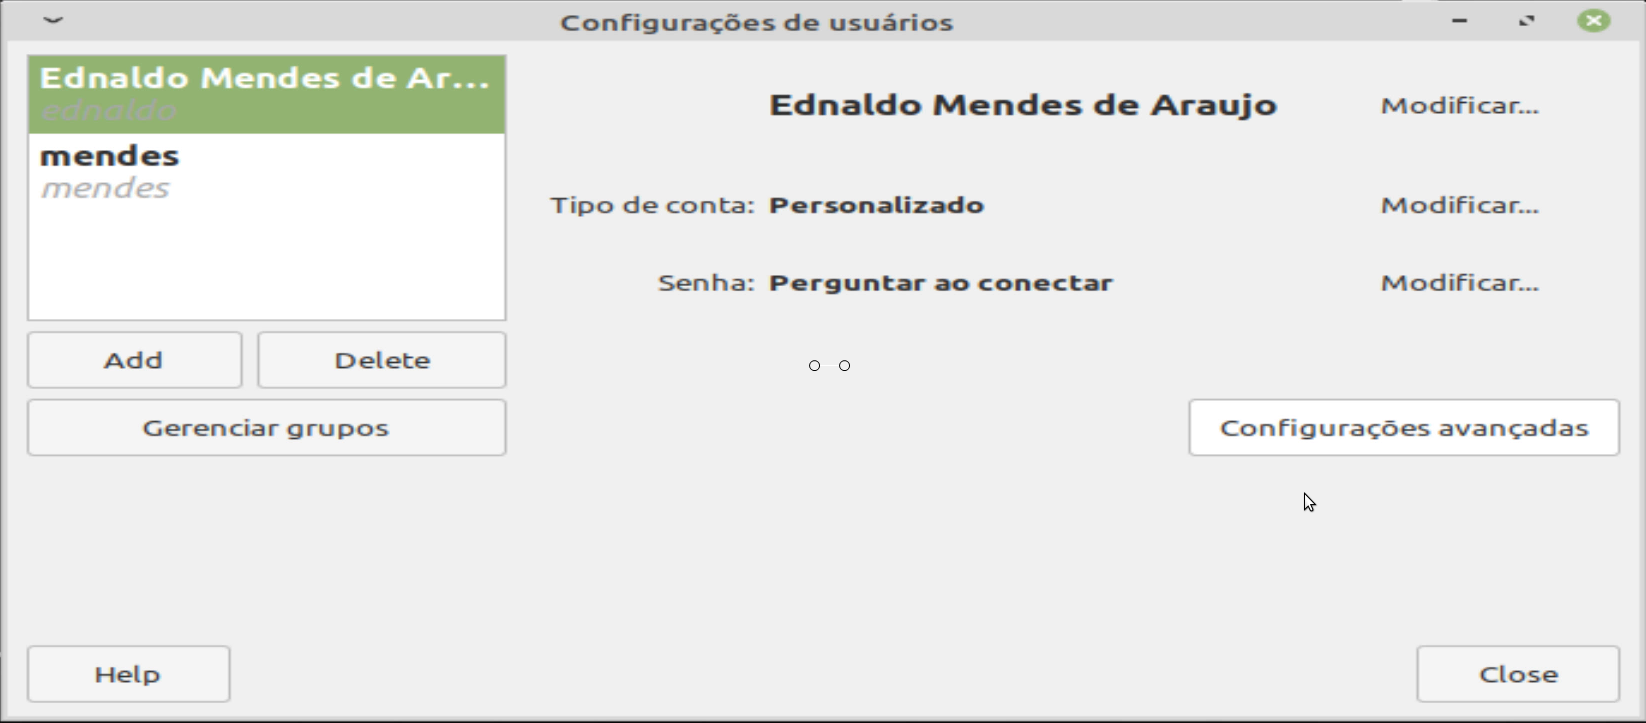 Configurações de usuários
Ednaldo Mendes de Ar...
ednaldo
mendes
mendes
Add
Delete
Gerenciar grupos
Help
Ednaldo Mendes de Araujo
Modificar...
Tipo de conta: Personalizado
Modificar...
Senha: Perguntar ao conectar
Modificar...
Configurações avançadas
Close